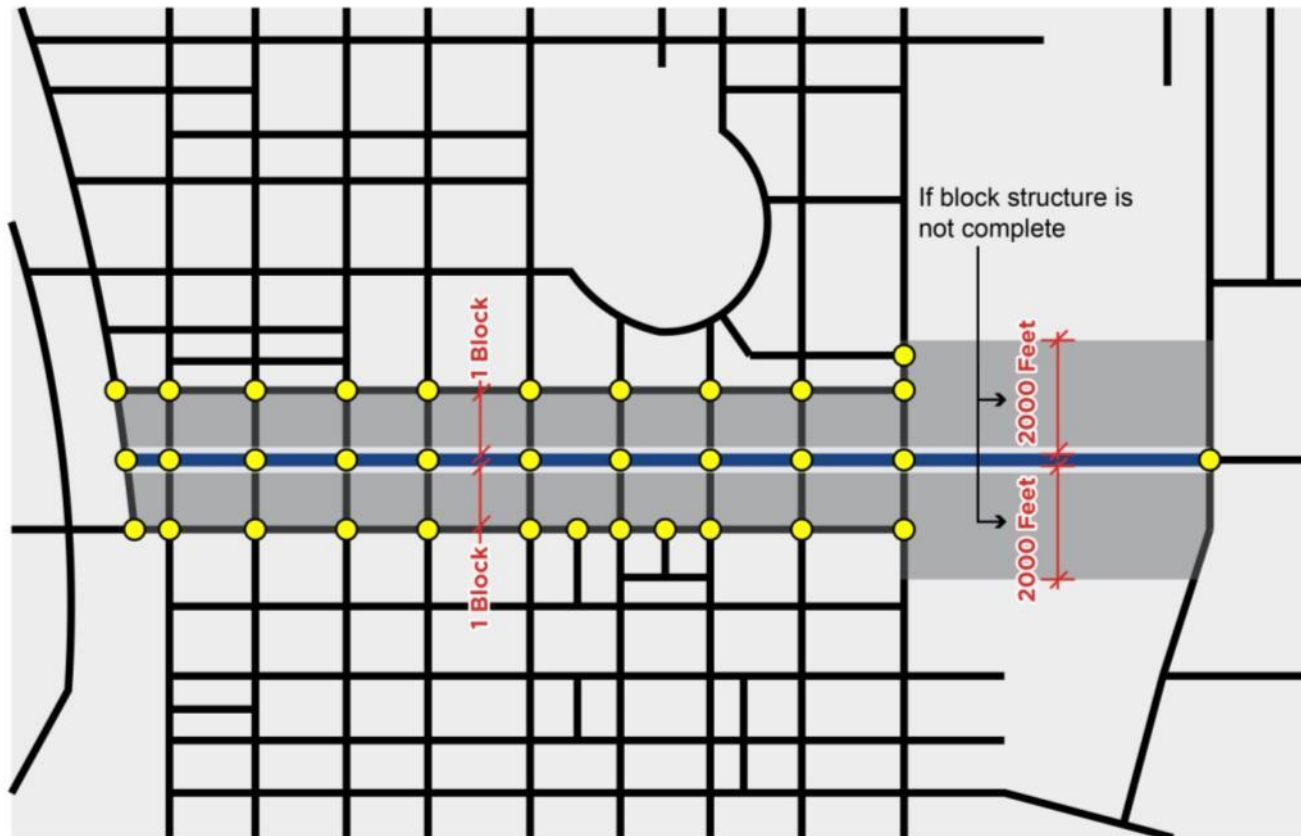 If block structure is
not complete
1 Block
1 Block
2000 Feet
2000 Feet